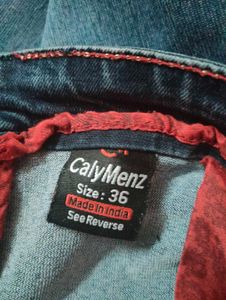 CalyMenz
Size : 36
Made In India
See Reverse